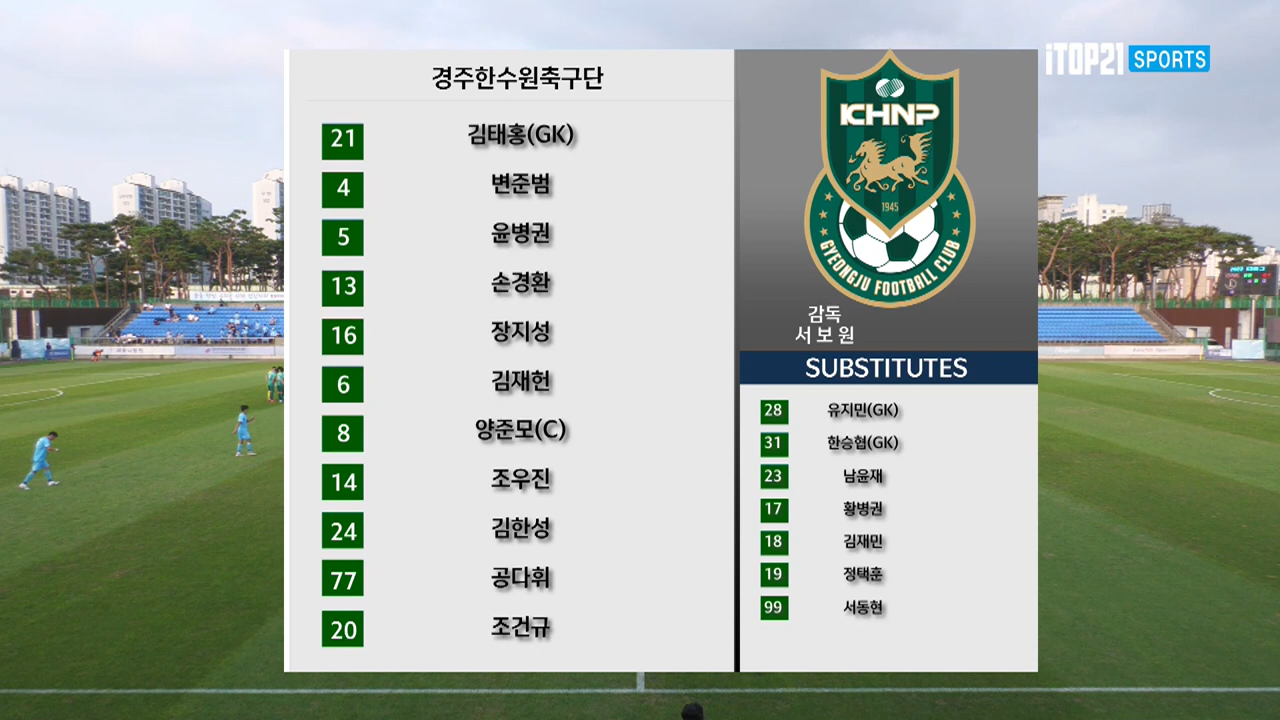 iTOP21 SPORTS
경주한수원축구단
21 김태홍(GK)
4 변준범
5 윤병권
13 손경환
16 장지성
6 김재헌
8 양준모(C)
14 조우진
24 김한성
77 공다휘
20 조건규
KHNP
1945
GYEONGJU FOOTBALL CLUB
감독
서보원
SUBSTITUTES
28 유지민(GK)
31 한승협(GK)
23 남윤재
17 황병권
18 김재민
19 정택훈
99 서동현